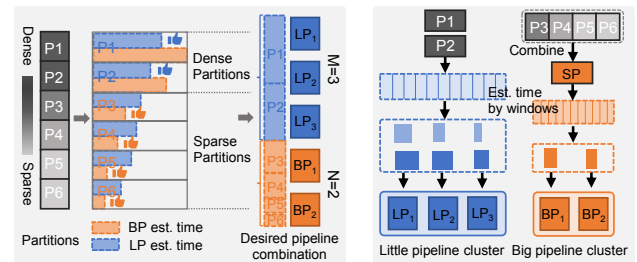 Dense
Sparse
P1
P2
P3
P4
P5
P6
Partitions
P1
P2
P3
P4
P5
P6
Dense
Partitions
Sparse
Partitions
BP est. time
LP est. time
P1
P2
P3
P4
P5
P6
LP1
LP2
LP3
BP1
BP2
M=3
N=2
Desired pipeline
combination
P1
P2
LP1 LP2 LP3
Little pipeline cluster
P3 P4 P5 P6
Combine
SP
Est. time
by windows
BP1 BP2
Big pipeline cluster